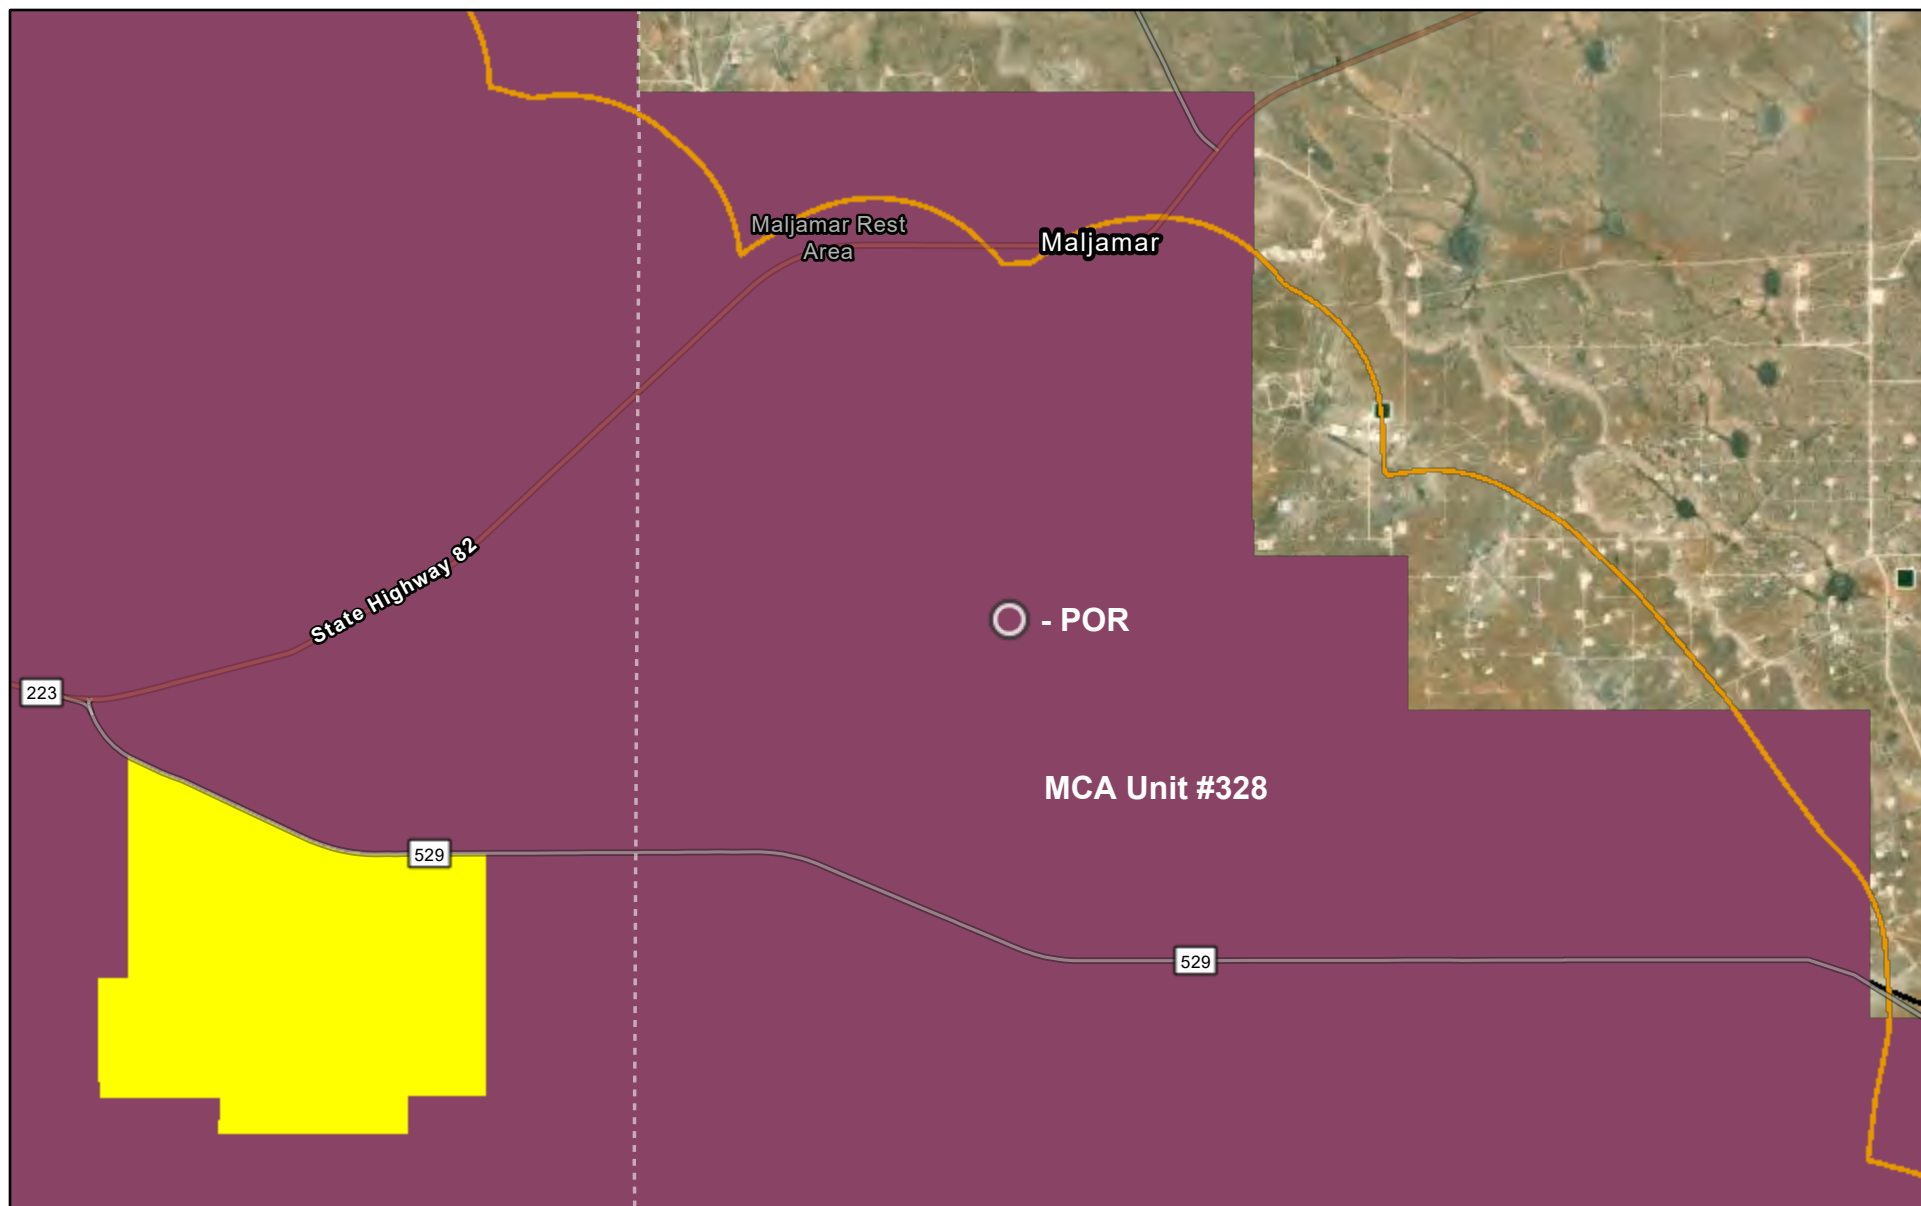 Maljamar Rest
Area
Maljamar
State Highway 82
- POR
223
MCA Unit #328
529
529